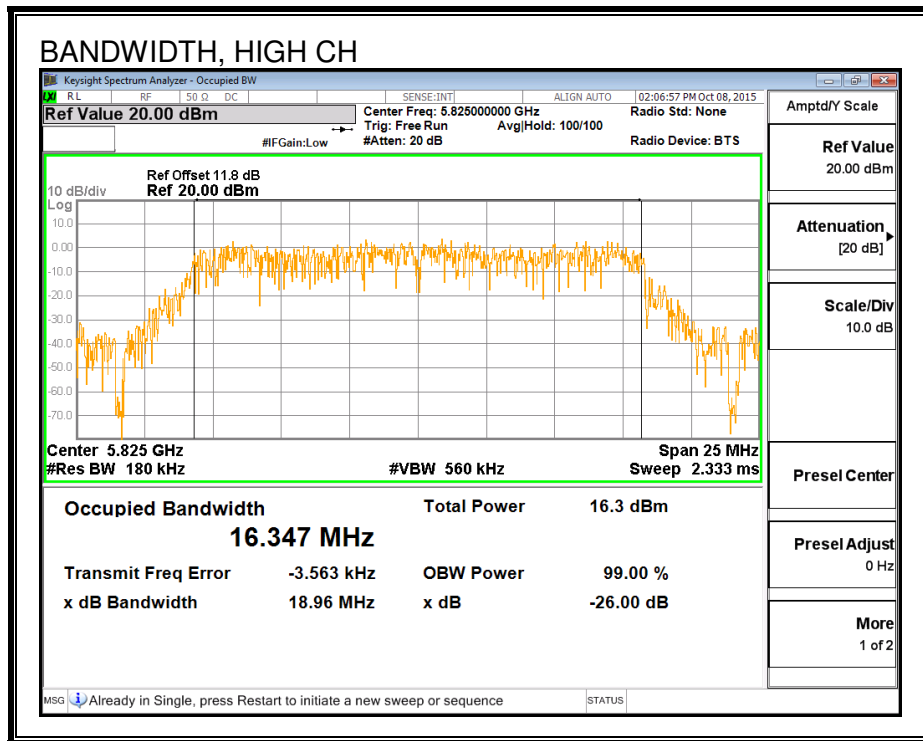 BANDWIDTH, HIGH CH
Keysight Spectrum Analyzer - Occupied BW
LXI RL RF 50 Ω DC SENSE:INT ALIGN AUTO 02:06:57 PM Oct 08, 2015
Ref Value 20.00 dBm
Center Freq: 5.825000000 GHz
Radio Std: None
Trig: Free Run Avg|Hold: 100/100
#IFGain:Low
#Atten: 20 dB
Radio Device: BTS
Ref Offset 11.8 dB
10 dB/div Ref 20.00 dBm
Log
10.0
0.00
-10.0
-20.0
-30.0
-40.0
-50.0
-60.0
-70.0
Center 5.825 GHz Span 25 MHz
#Res BW 180 kHz #VBW 560 kHz Sweep 2.333 ms
Occupied Bandwidth Total Power 16.3 dBm
16.347 MHz
Transmit Freq Error -3.563 kHz OBW Power 99.00 %
x dB Bandwidth 18.96 MHz x dB -26.00 dB
MSG Already in Single, press Restart to initiate a new sweep or sequence STATUS
Amptd/Y Scale
Ref Value
20.00 dBm
Attenuation
[20 dB]
Scale/Div
10.0 dB
Presel Center
Presel Adjust
0 Hz
More
1 of 2